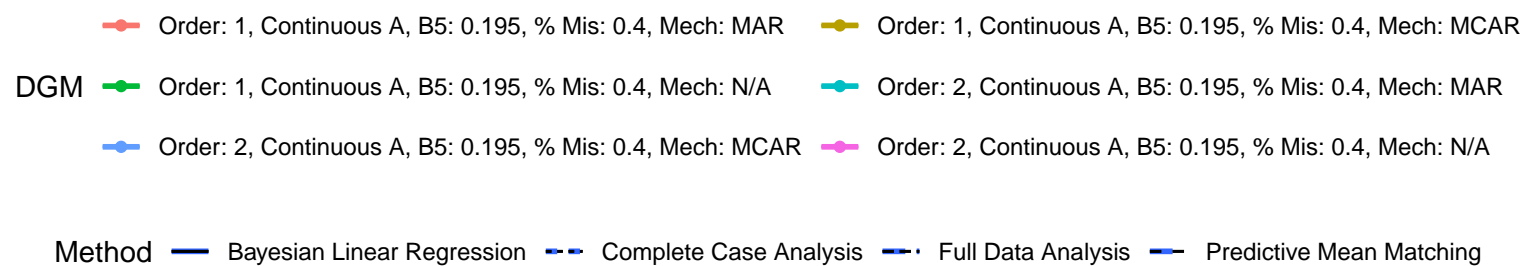 Order: 1, Continuous A, B5: 0.195, % Mis: 0.4, Mech: MAR Order: 1, Continuous A, B5: 0.195, % Mis: 0.4, Mech: MCAR
DGM Order: 1, Continuous A, B5: 0.195, % Mis: 0.4, Mech: N/A Order: 2, Continuous A, B5: 0.195, % Mis: 0.4, Mech: MAR
Order: 2, Continuous A, B5: 0.195, % Mis: 0.4, Mech: MCAR Order: 2, Continuous A, B5: 0.195, % Mis: 0.4, Mech: N/A
Method Bayesian Linear Regression Complete Case Analysis Full Data Analysis Predictive Mean Matching